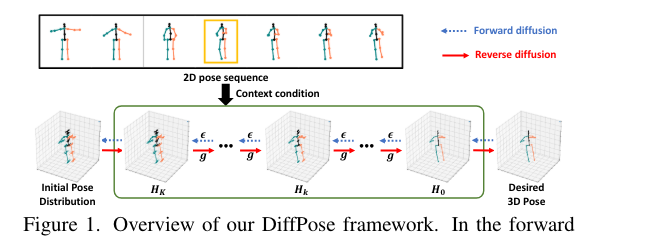 Forward diffusion
Reverse diffusion
2D pose sequence
Context condition
ϵ ϵ ϵ ϵ
g ... g g ... g
Initial Pose
Distribution
H_K
H_k
H_0
Desired
3D Pose
Figure 1. Overview of our DiffPose framework. In the forward